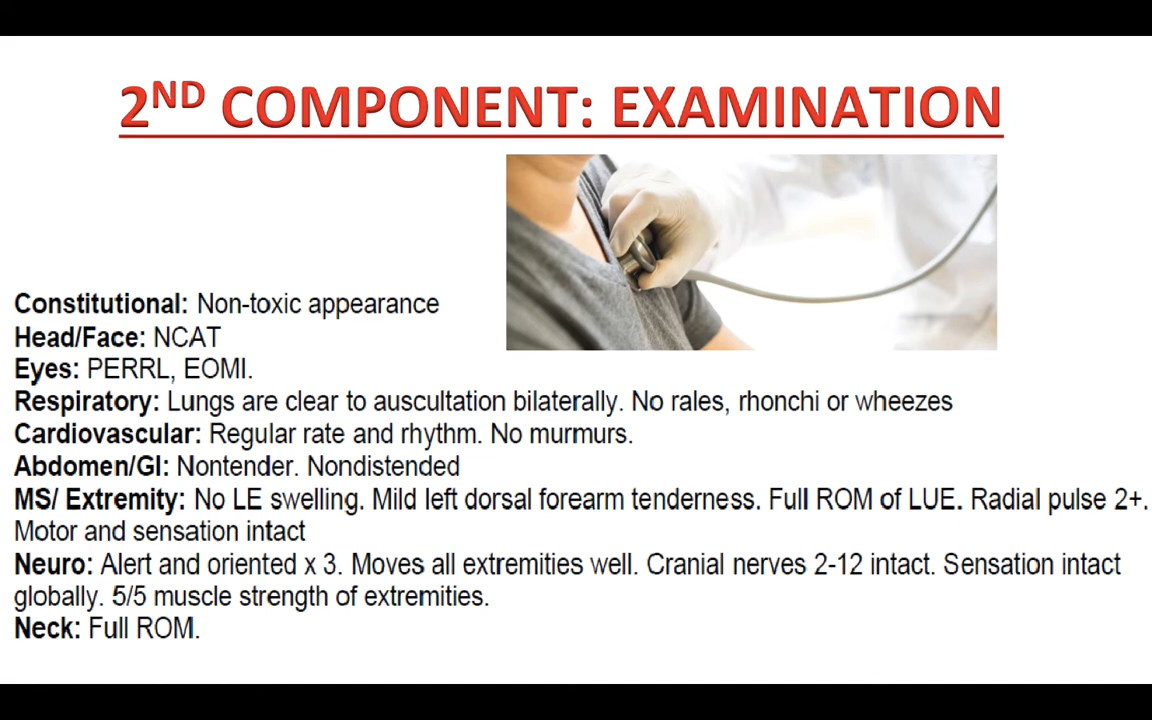 2ND COMPONENT: EXAMINATION
Constitutional: Non-toxic appearance
Head/Face: NCAT
Eyes: PERRL, EOMI.
Respiratory: Lungs are clear to auscultation bilaterally. No rales, rhonchi or wheezes
Cardiovascular: Regular rate and rhythm. No murmurs.
Abdomen/GI: Nontender. Nondistended
MS/ Extremity: No LE swelling. Mild left dorsal forearm tenderness. Full ROM of LUE. Radial pulse 2+.
Motor and sensation intact
Neuro: Alert and oriented x 3. Moves all extremities well. Cranial nerves 2-12 intact. Sensation intact
globally. 5/5 muscle strength of extremities.
Neck: Full ROM.